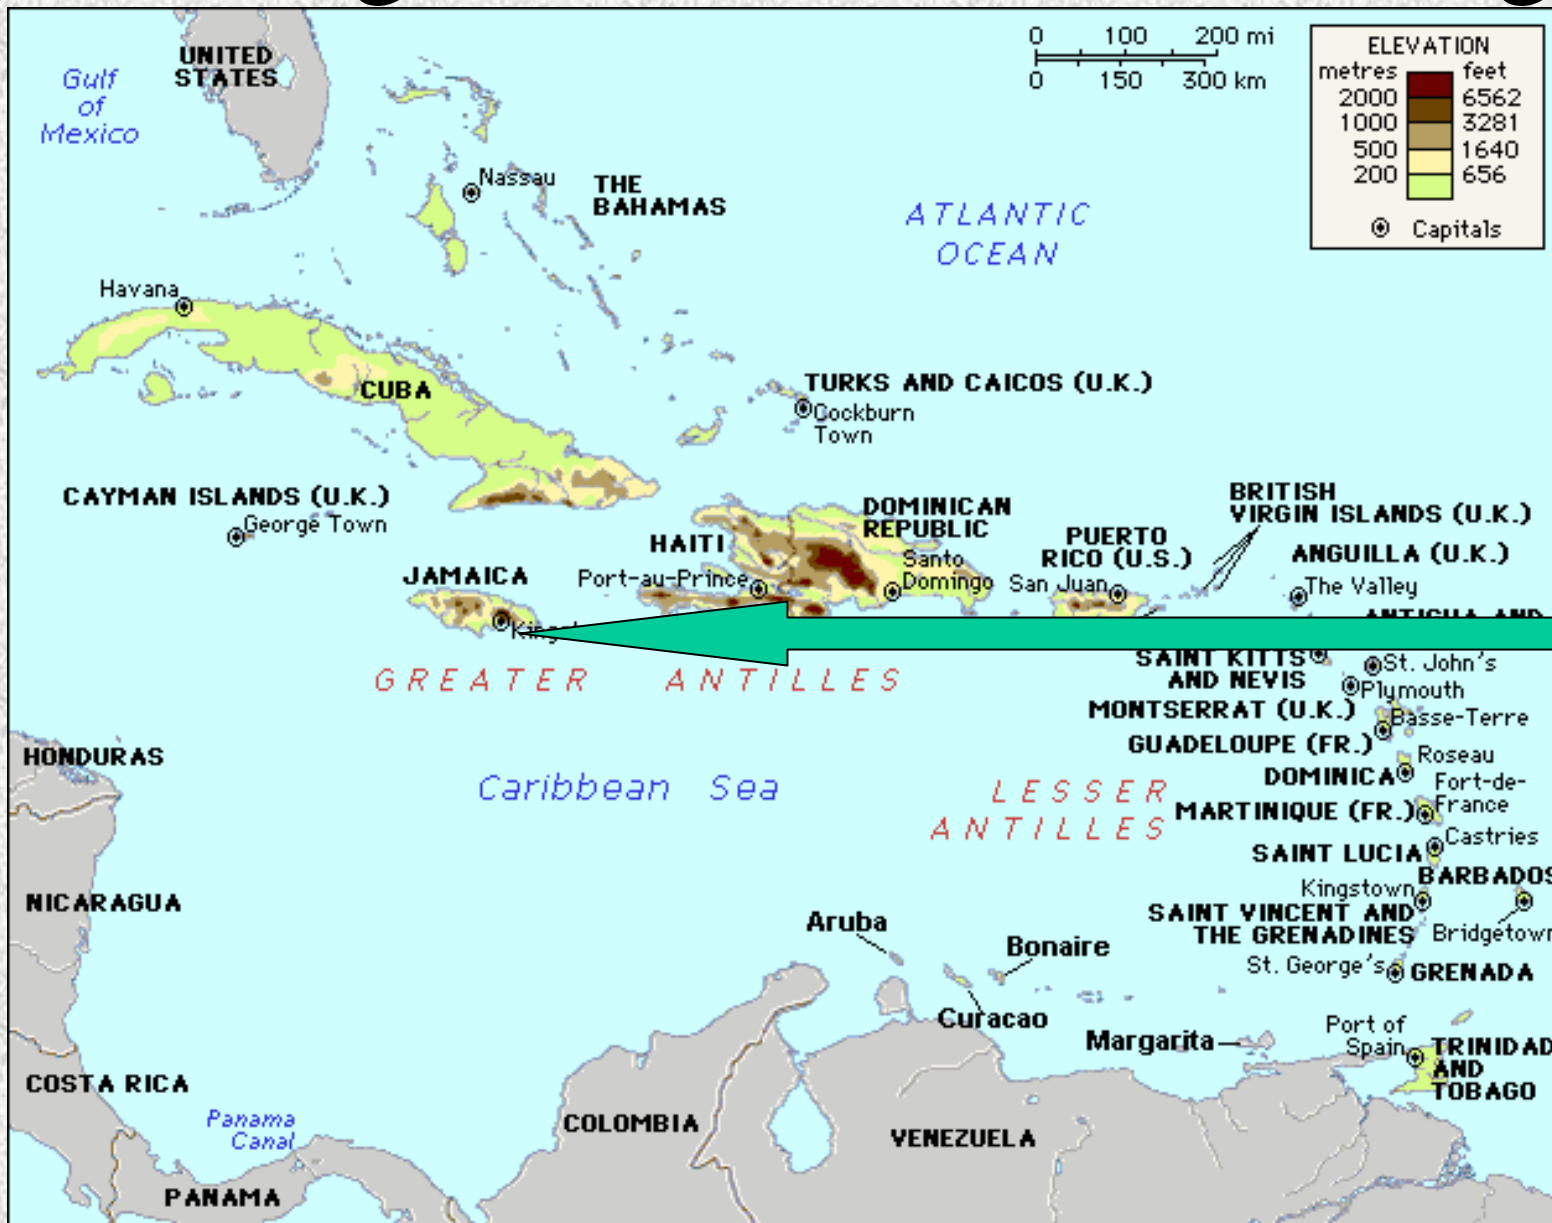 UNITED
STATES
Gulf
of
Mexico
0 100 200 mi
0 150 300 km
ELEVATION
metres feet
2000 6562
1000 3281
500 1640
200 656
Capitals
Nassau
THE
BAHAMAS
ATLANTIC
OCEAN
Havana
CUBA
TURKS AND CAICOS (U.K.)
Cockburn
Town
CAYMAN ISLANDS (U.K.)
George Town
JAMAICA
HAITI
Port-au-Prince
DOMINICAN
REPUBLIC
Santo
Domingo
PUERTO
RICO (U.S.)
San Juan
BRITISH
VIRGIN ISLANDS (U.K.)
ANGUILLA (U.K.)
The Valley
ANTIGUA AND
GREATER ANTILLES
SAINT KITTS
AND NEVIS
St. John's
Plymouth
MONTSERRAT (U.K.)
Basse-Terre
GUADELOUPE (FR.)
Roseau
DOMINICA
Fort-de-
France
MARTINIQUE (FR.)
Castries
SAINT LUCIA
BARBADOS
Kingstown
SAINT VINCENT AND
THE GRENADINES
Bridgetown
St. George's
GRENADA
HONDURAS
Caribbean Sea
LESSER
ANTILLES
NICARAGUA
Aruba
Bonaire
Curacao
Margarita
Port of
Spain
TRINIDAD
AND
TOBAGO
COSTA RICA
Panama
Canal
PANAMA
COLOMBIA
VENEZUELA